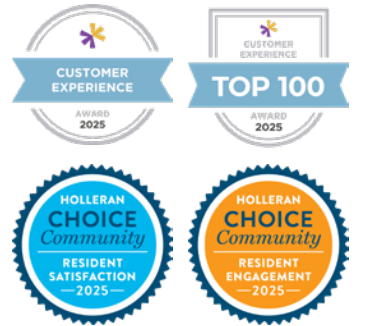 CUSTOMER
EXPERIENCE
AWARD
2025
CUSTOMER
EXPERIENCE
TOP 100
AWARD
2025
HOLLERAN
CHOICE
Community
RESIDENT
SATISFACTION
—2025—
HOLLERAN
CHOICE
Community
RESIDENT
ENGAGEMENT
—2025—